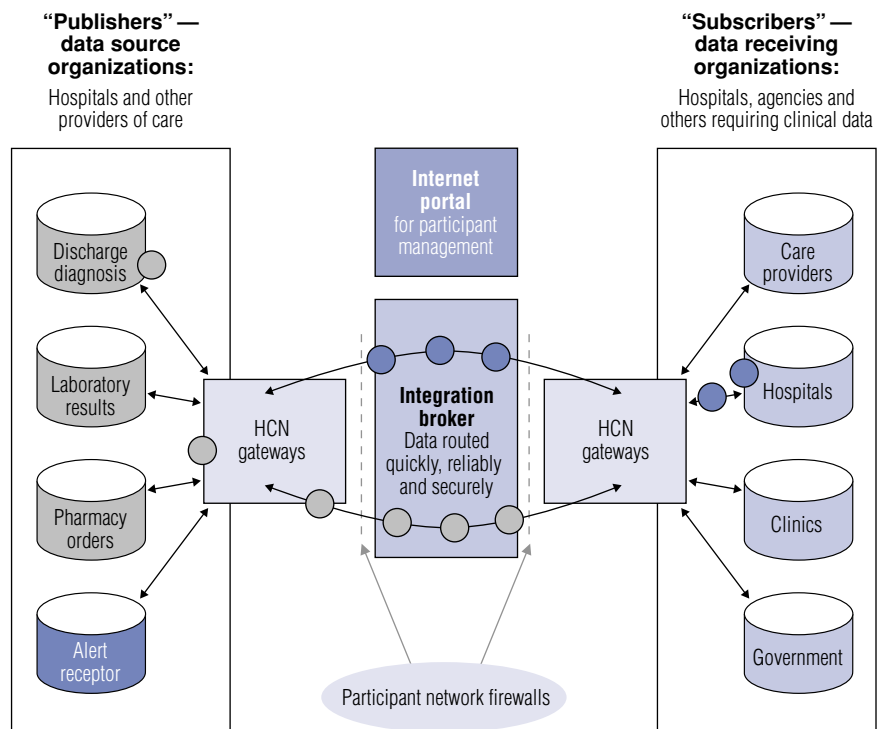 “Publishers” —
data source
organizations:
Hospitals and other
providers of care
“Subscribers” —
data receiving
organizations:
Hospitals, agencies and
others requiring clinical data
Internet
portal
for participant
management
Discharge
diagnosis
Laboratory
results
Pharmacy
orders
Alert
receptor
HCN
gateways
Integration
broker
Data routed
quickly, reliably
and securely
HCN
gateways
Care
providers
Hospitals
Clinics
Government
Participant network firewalls